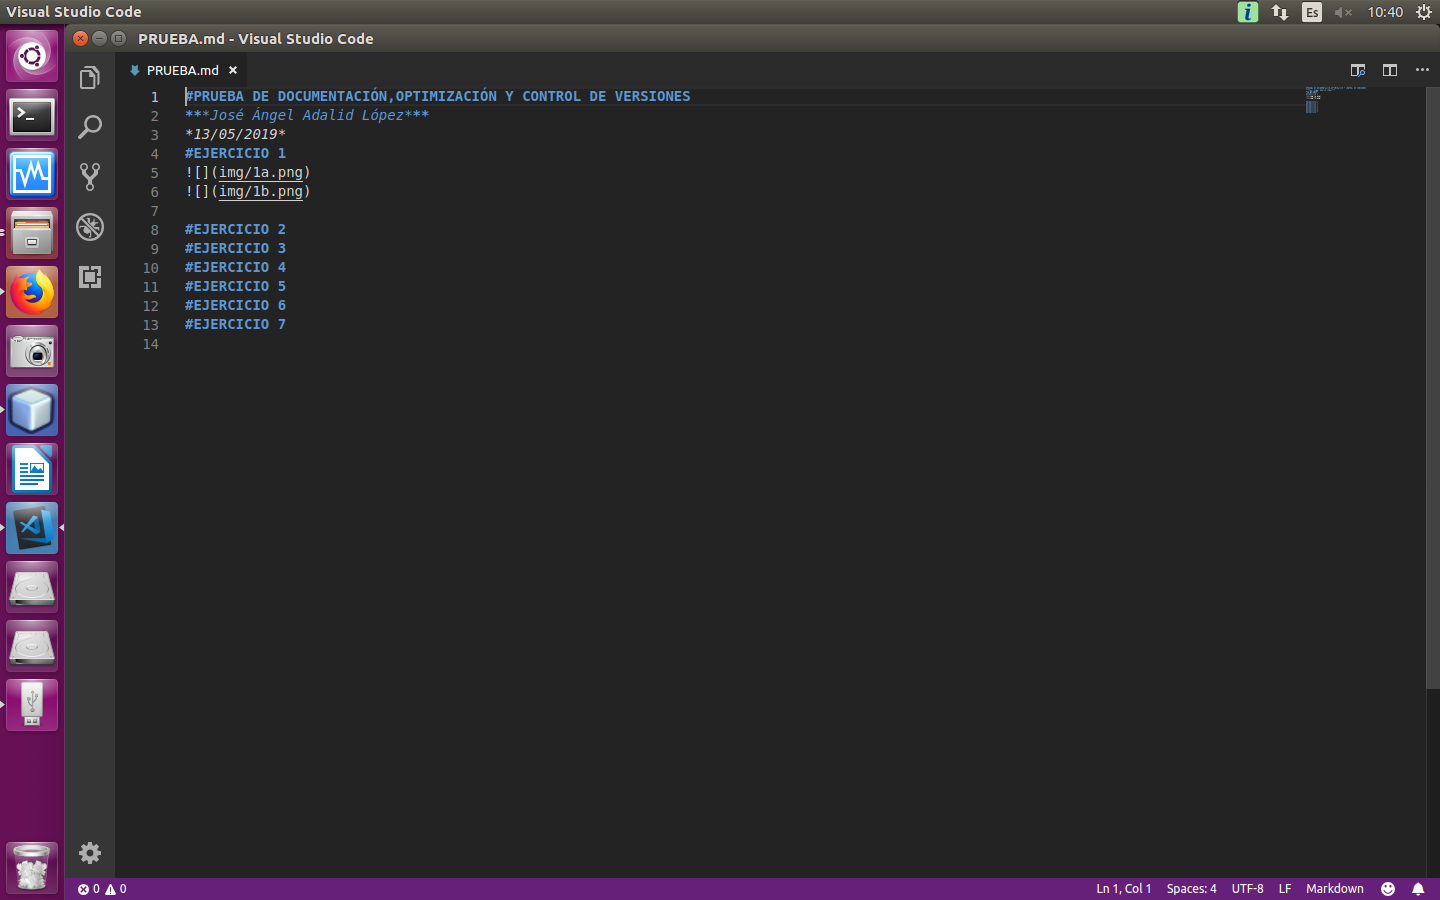 Visual Studio Code
Es
10:40
PRUEBA.md - Visual Studio Code
PRUEBA.md
1 #PRUEBA DE DOCUMENTACIÓN,OPTIMIZACIÓN Y CONTROL DE VERSIONES
2 ***José Ángel Adalid López***
3 *13/05/2019*
4 #EJERCICIO 1
5 ![](img/1a.png)
6 ![](img/1b.png)
7
8 #EJERCICIO 2
9 #EJERCICIO 3
10 #EJERCICIO 4
11 #EJERCICIO 5
12 #EJERCICIO 6
13 #EJERCICIO 7
14
0 0 Ln 1, Col 1 Spaces: 4 UTF-8 LF Markdown